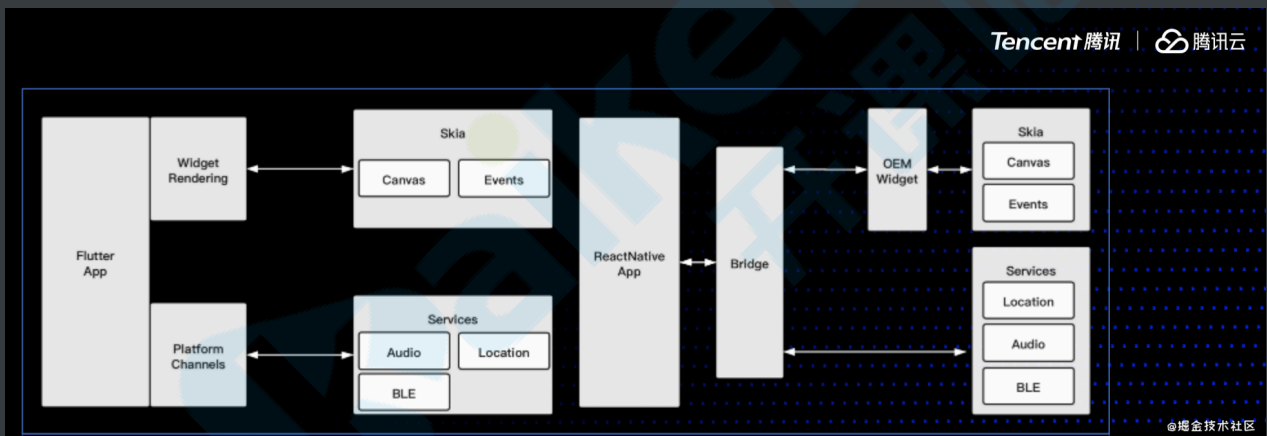 Tencent 腾讯 | 腾讯云
Flutter
App
Widget
Rendering
Platform
Channels
Skia
Canvas
Events
Services
Audio
Location
BLE
ReactNative
App
Bridge
OEM
Widget
Skia
Canvas
Events
Services
Location
Audio
BLE
@掘金技术社区